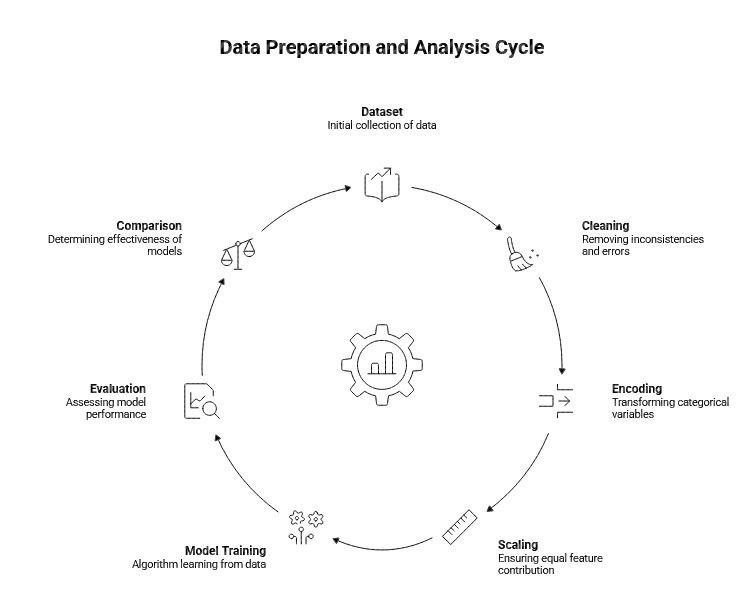 Data Preparation and Analysis Cycle
Dataset
Initial collection of data
Cleaning
Removing inconsistencies
and errors
Encoding
Transforming categorical
variables
Scaling
Ensuring equal feature
contribution
Model Training
Algorithm learning from data
Evaluation
Assessing model
performance
Comparison
Determining effectiveness of
models